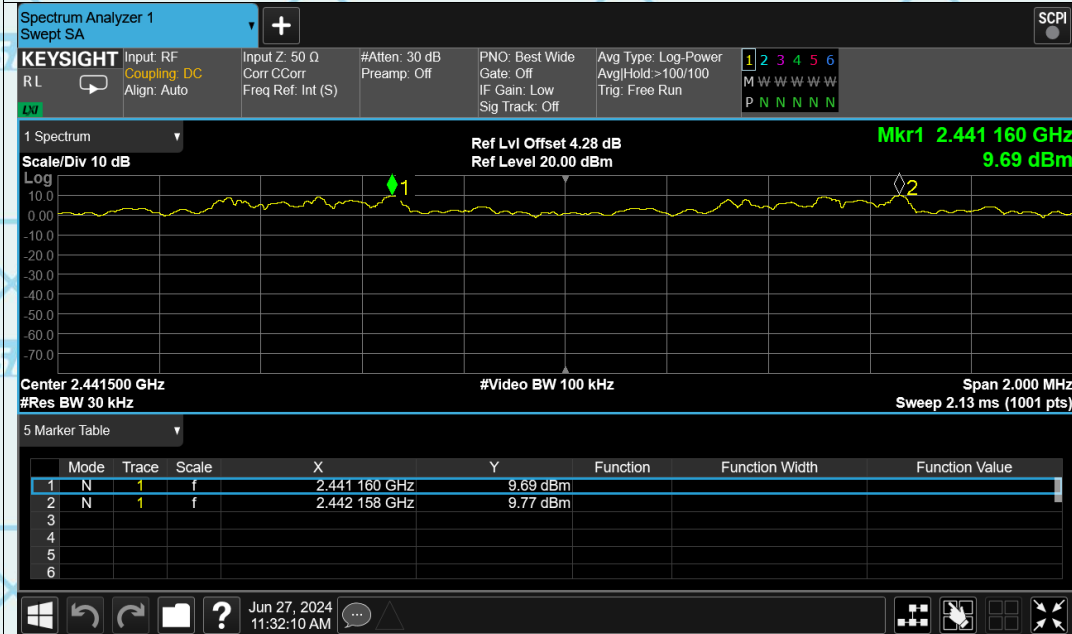 Spectrum Analyzer 1
Swept SA
+
SCPI
KEYSIGHT
RL
LXI
Input: RF
Coupling: DC
Align: Auto
Input Z: 50 Ω
Corr CCorr
Freq Ref: Int (S)
#Atten: 30 dB
Preamp: Off
PNO: Best Wide
Gate: Off
IF Gain: Low
Sig Track: Off
Avg Type: Log-Power
Avg|Hold:>100/100
Trig: Free Run
1 2 3 4 5 6
M W W W W W
P N N N N N
1 Spectrum
Scale/Div 10 dB
Ref Lvl Offset 4.28 dB
Ref Level 20.00 dBm
Mkr1 2.441 160 GHz
9.69 dBm
Log
1
2
10.0
0.00
-10.0
-20.0
-30.0
-40.0
-50.0
-60.0
-70.0
Center 2.441500 GHz
#Video BW 100 kHz
Span 2.000 MHz
#Res BW 30 kHz
Sweep 2.13 ms (1001 pts)
5 Marker Table
Mode Trace Scale X Y Function Function Width Function Value
1 N 1 f 2.441 160 GHz 9.69 dBm
2 N 1 f 2.442 158 GHz 9.77 dBm
3
4
5
6
?
Jun 27, 2024
11:32:10 AM